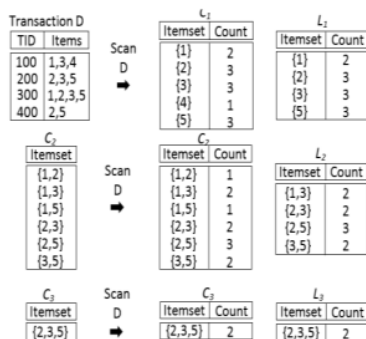 Transaction D
TID Items
100 1,3,4
200 2,3,5
300 1,2,3,5
400 2,5
Scan
D
C1
Itemset Count
{1} 2
{2} 3
{3} 3
{4} 1
{5} 3
L1
Itemset Count
{1} 2
{2} 3
{3} 3
{5} 3
C2
Itemset
{1,2}
{1,3}
{1,5}
{2,3}
{2,5}
{3,5}
Scan
D
C2
Itemset Count
{1,2} 1
{1,3} 2
{1,5} 1
{2,3} 2
{2,5} 3
{3,5} 2
L2
Itemset Count
{1,3} 2
{2,3} 2
{2,5} 3
{3,5} 2
C3
Itemset
{2,3,5}
Scan
D
C3
Itemset Count
{2,3,5} 2
L3
Itemset Count
{2,3,5} 2